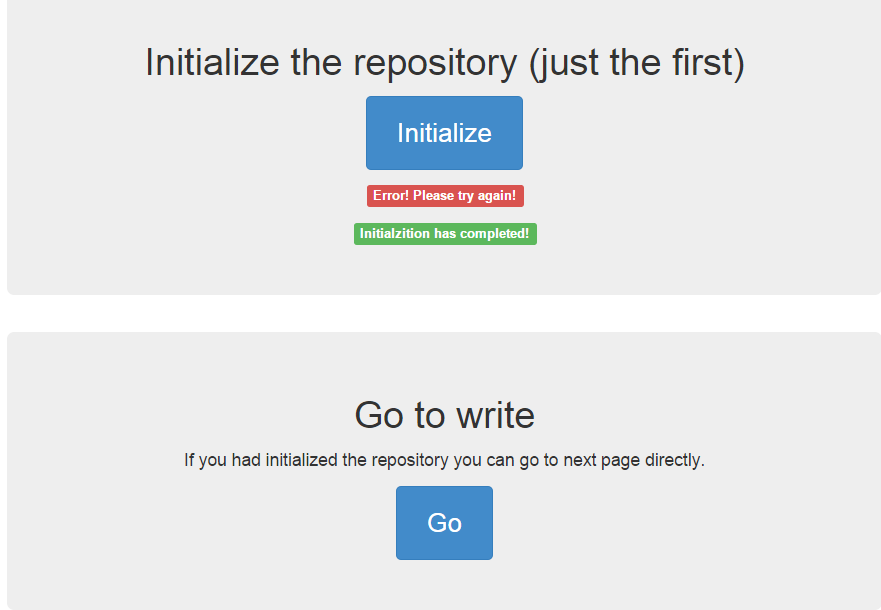 Initialize the repository (just the first)
Initialize
Error! Please try again!
Initialzition has completed!
Go to write
If you had initialized the repository you can go to next page directly.
Go